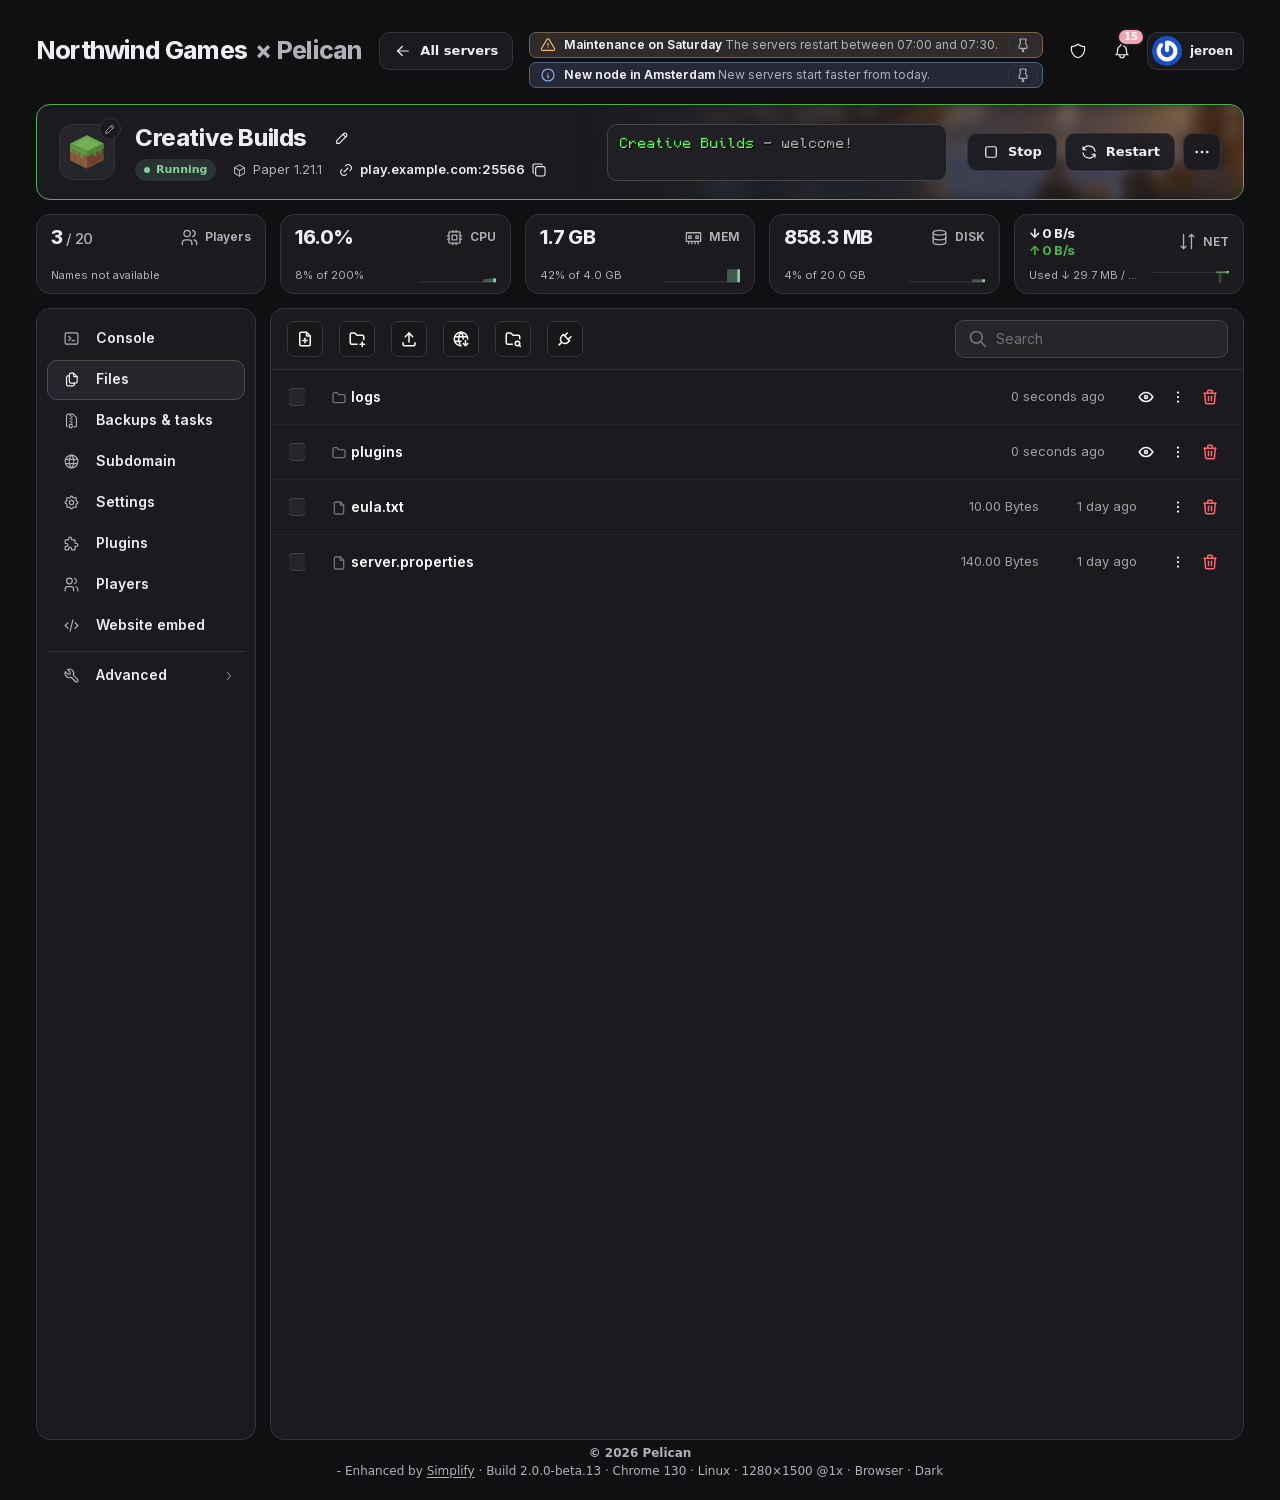 Northwind Games × Pelican
All servers
Maintenance on Saturday The servers restart between 07:00 and 07:30.
New node in Amsterdam New servers start faster from today.
15
jeroen
Creative Builds
Running
Paper 1.21.1
play.example.com:25566
Creative Builds – welcome!
Stop
Restart
3 / 20
Players
Names not available
16.0%
CPU
8% of 200%
1.7 GB
MEM
42% of 4.0 GB
858.3 MB
DISK
4% of 20.0 GB
↓ 0 B/s
↑ 0 B/s
NET
Used ↓ 29.7 MB / ...
Console
Files
Backups & tasks
Subdomain
Settings
Plugins
Players
Website embed
Advanced
Search
logs 0 seconds ago
plugins 0 seconds ago
eula.txt 10.00 Bytes 1 day ago
server.properties 140.00 Bytes 1 day ago
© 2026 Pelican
- Enhanced by Simplify · Build 2.0.0-beta.13 · Chrome 130 · Linux · 1280×1500 @1x · Browser · Dark